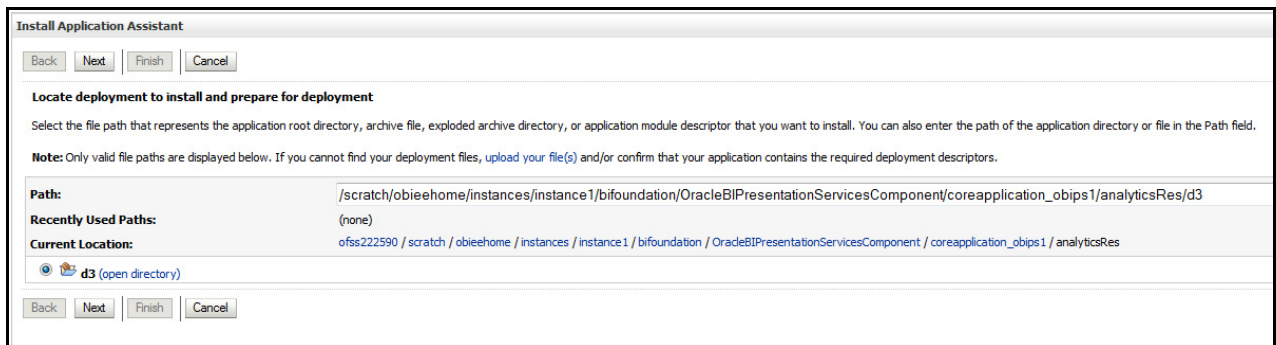 Install Application Assistant
Back Next Finish Cancel
Locate deployment to install and prepare for deployment
Select the file path that represents the application root directory, archive file, exploded archive directory, or application module descriptor that you want to install. You can also enter the path of the application directory or file in the Path field.
Note: Only valid file paths are displayed below. If you cannot find your deployment files, upload your file(s) and/or confirm that your application contains the required deployment descriptors.
Path: /scratch/obieehome/instances/instance1/bifoundation/OracleBIPresentationServicesComponent/coreapplication_obips1/analyticsRes/d3
Recently Used Paths: (none)
Current Location: ofss222590 / scratch / obieehome / instances / instance1 / bifoundation / OracleBIPresentationServicesComponent / coreapplication_obips1 / analyticsRes
d3 (open directory)
Back Next Finish Cancel